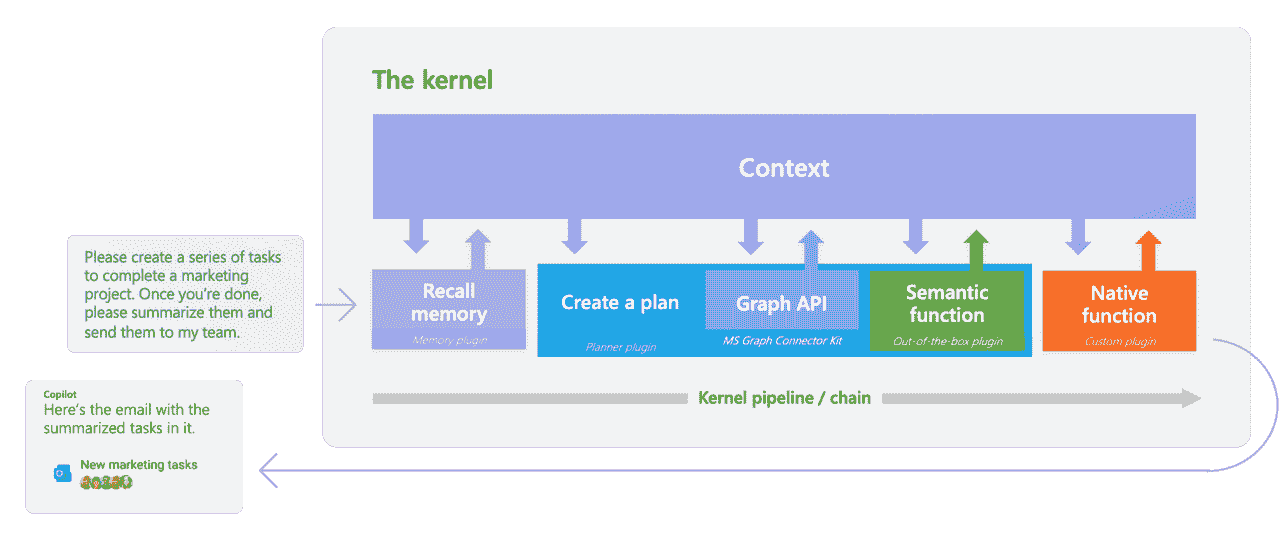 The kernel
Context
Please create a series of tasks
to complete a marketing
project. Once you're done,
please summarize them and
send them to my team.
Recall
memory
Memory plugin
Create a plan
Planner plugin
Graph API
MS Graph Connector Kit
Semantic
function
Out-of-the-box plugin
Native
function
Custom plugin
Kernel pipeline / chain
Copilot
Here's the email with the
summarized tasks in it.
New marketing tasks